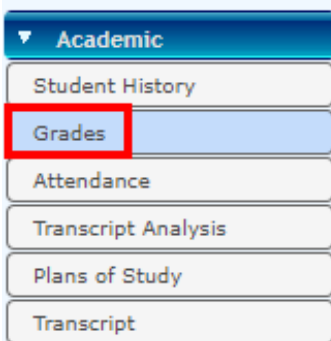 Academic
Student History
Grades
Attendance
Transcript Analysis
Plans of Study
Transcript